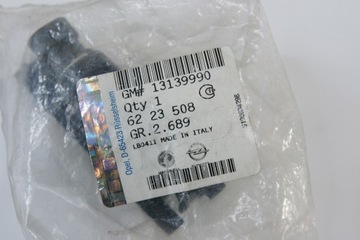 GM# 13139990
Qty 1
62 23 508
GR.2.689
LB0411 MADE IN ITALY
Opel, D-65423 Rüsselsheim